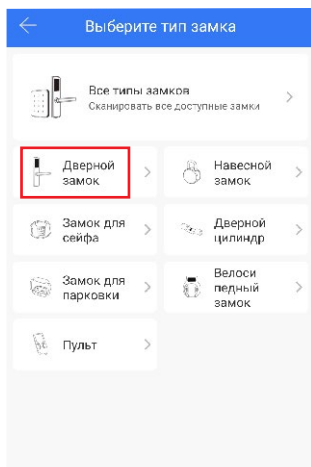 Выберите тип замка
Все типы замков
Сканировать все доступные замки
Дверной
замок
Навесной
замок
Замок для
сейфа
Дверной
цилиндр
Замок для
парковки
Велоси
педный
замок
Пульт